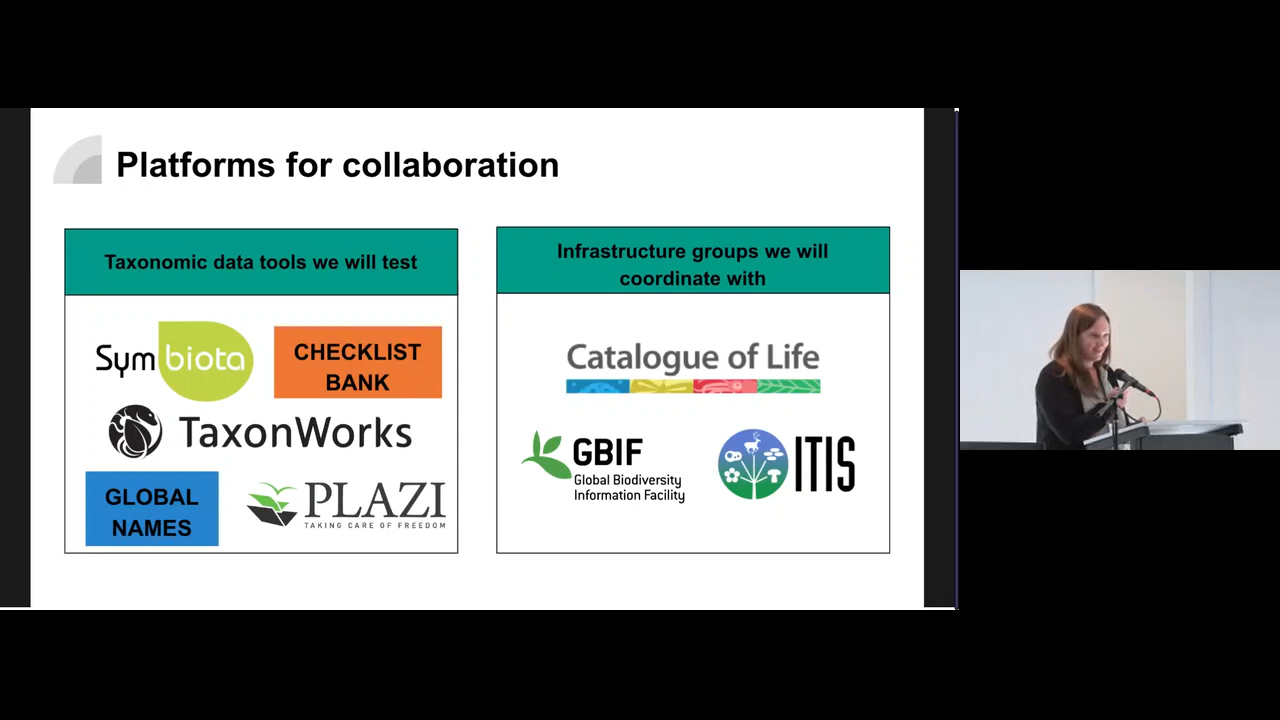 Platforms for collaboration
Taxonomic data tools we will test
Symbiota
CHECKLIST
BANK
TaxonWorks
GLOBAL
NAMES
PLAZI
TAKING CARE OF FREEDOM
Infrastructure groups we will
coordinate with
Catalogue of Life
GBIF
Global Biodiversity
Information Facility
ITIS